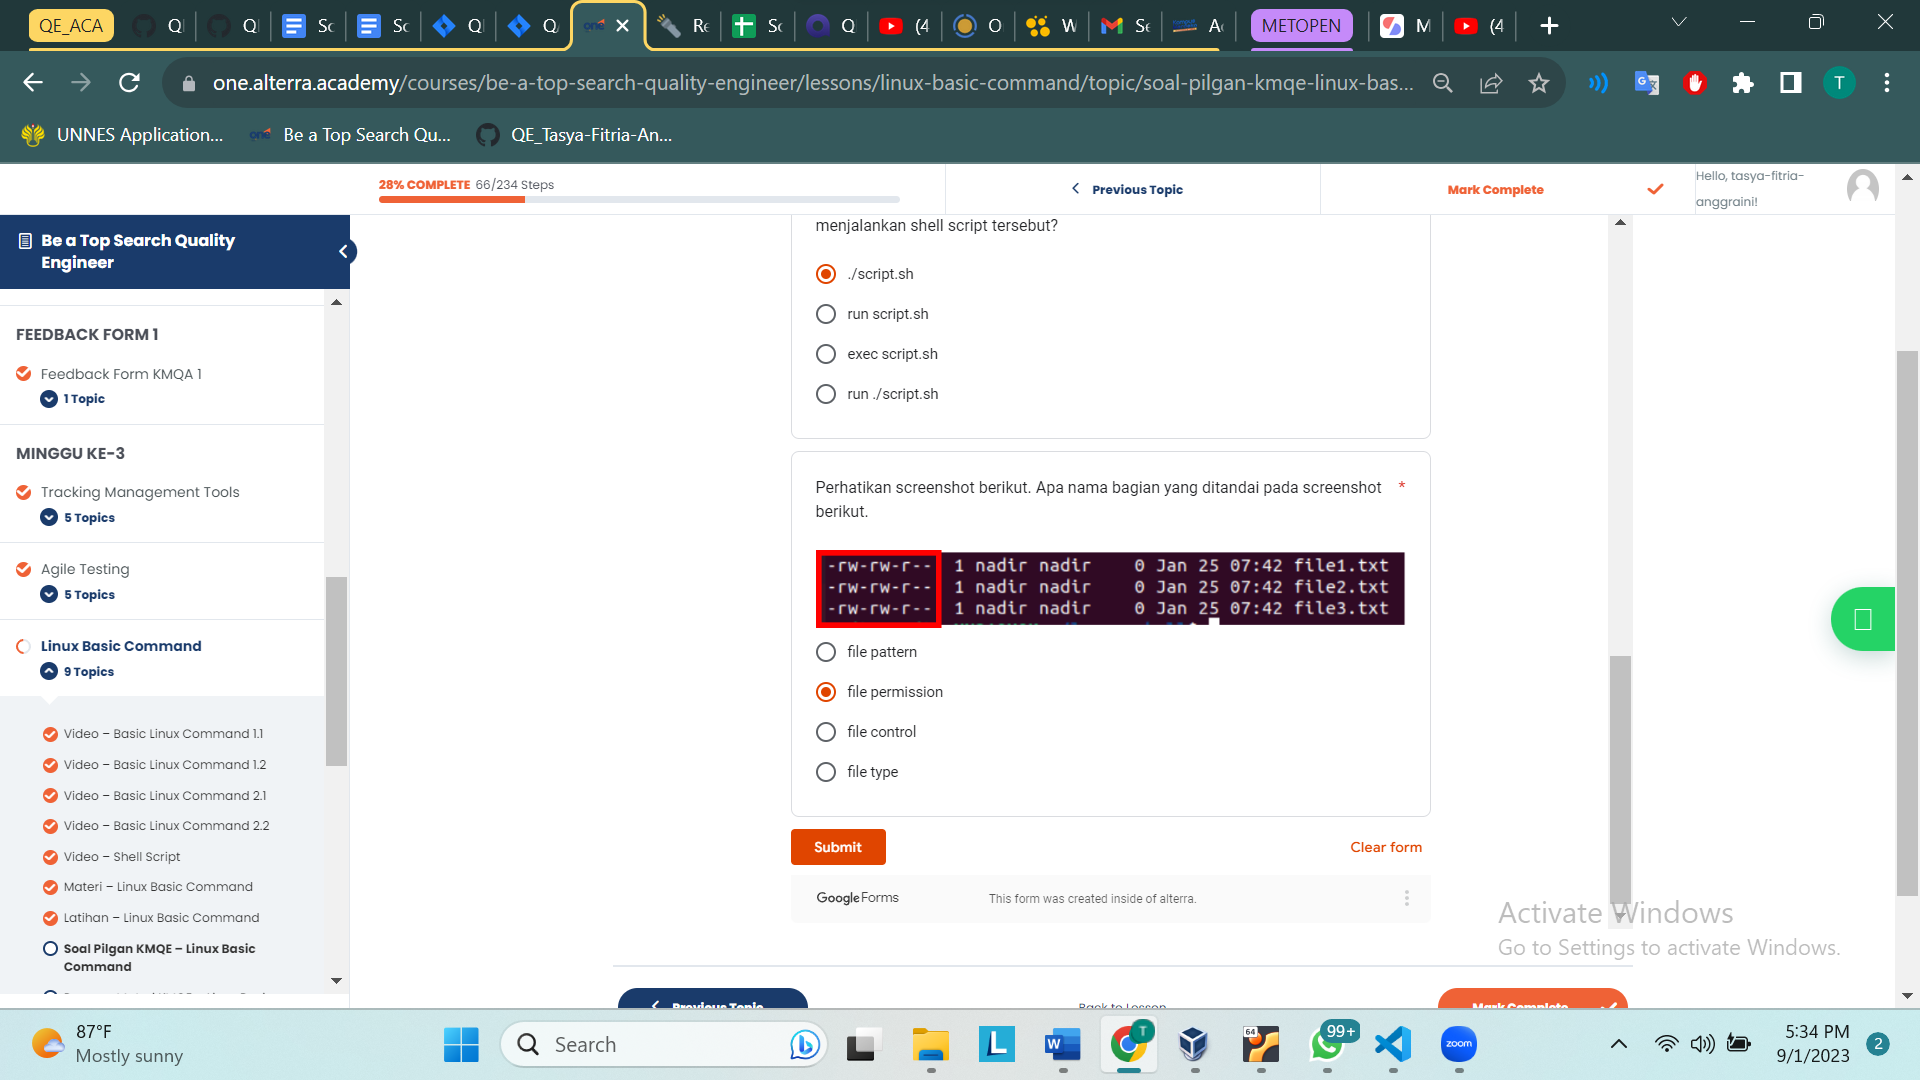 QE_ACA
Q
Q
Sc
Sc
Q
Q
one
Re
Sc
Q
(4
O
W
Se
Ac
METOPEN
M
(4
one.alterra.academy/courses/be-a-top-search-quality-engineer/lessons/linux-basic-command/topic/soal-pilgan-kmqe-linux-bas...
T
UNNES Application...
one Be a Top Search Qu...
QE_Tasya-Fitria-An...
28% COMPLETE 66/234 Steps
Previous Topic
Mark Complete
Hello, tasya-fitria-
anggraini!
Be a Top Search Quality
Engineer
FEEDBACK FORM 1
Feedback Form KMQA 1
1 Topic
MINGGU KE-3
Tracking Management Tools
5 Topics
Agile Testing
5 Topics
Linux Basic Command
9 Topics
Video – Basic Linux Command 1.1
Video – Basic Linux Command 1.2
Video – Basic Linux Command 2.1
Video – Basic Linux Command 2.2
Video – Shell Script
Materi – Linux Basic Command
Latihan – Linux Basic Command
Soal Pilgan KMQE – Linux Basic
Command
menjalankan shell script tersebut?
./script.sh
run script.sh
exec script.sh
run ./script.sh
Perhatikan screenshot berikut. Apa nama bagian yang ditandai pada screenshot *
berikut.
-rw-rw-r-- 1 nadir nadir 0 Jan 25 07:42 file1.txt
-rw-rw-r-- 1 nadir nadir 0 Jan 25 07:42 file2.txt
-rw-rw-r-- 1 nadir nadir 0 Jan 25 07:42 file3.txt
file pattern
file permission
file control
file type
Submit
Clear form
Google Forms
This form was created inside of alterra.
Activate Windows
Go to Settings to activate Windows.
Previous Topic
Back to Lesson
Mark Complete
87°F
Mostly sunny
Search
L
W
T
64
99+
zoom
5:34 PM
9/1/2023
2